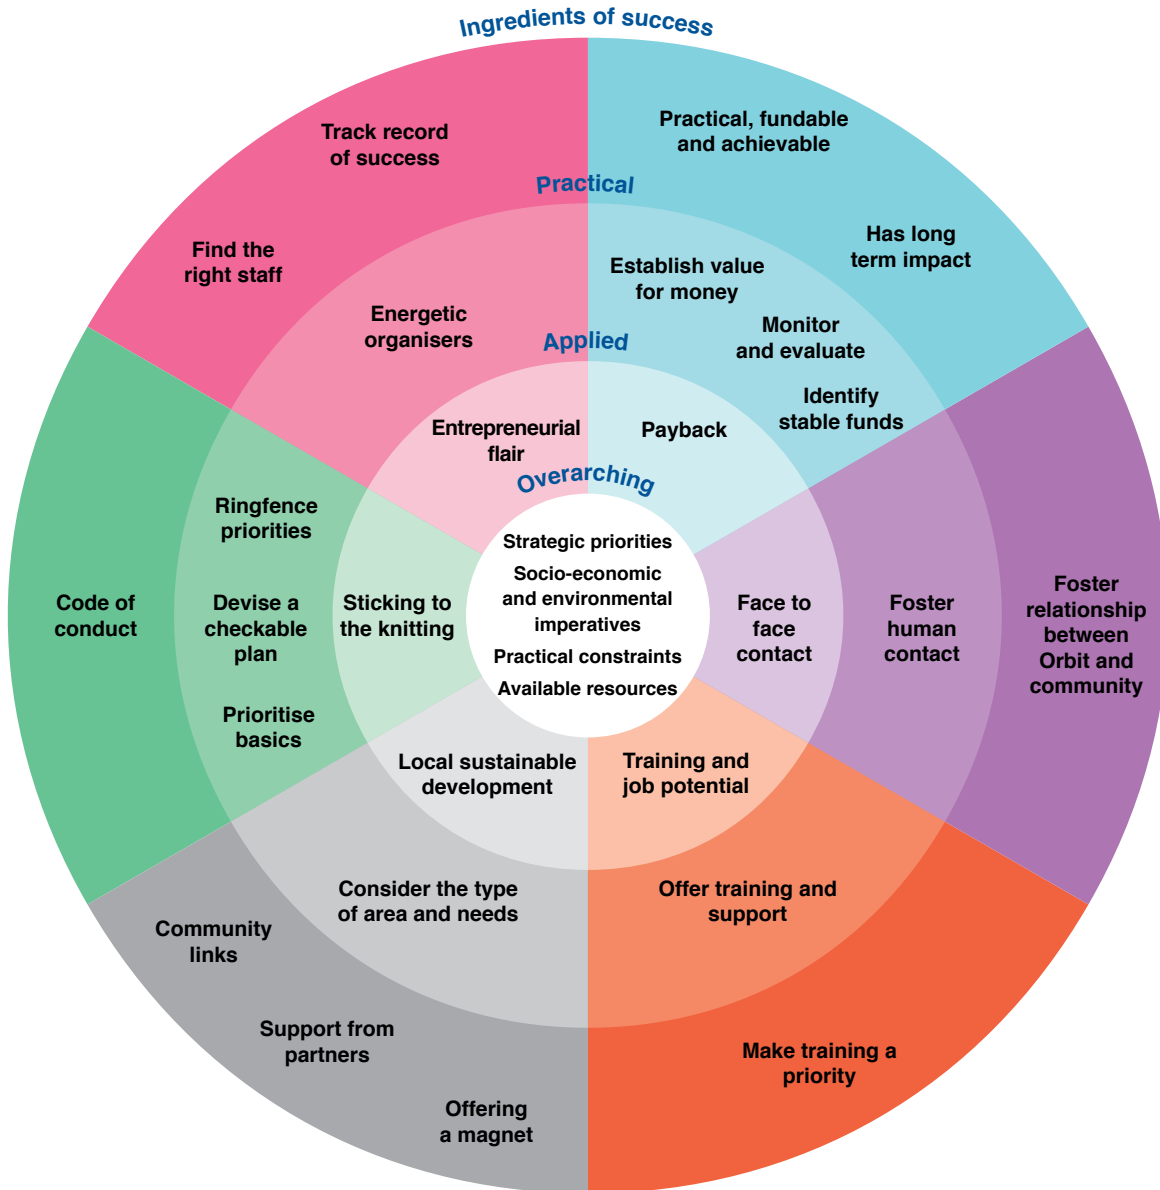 Ingredients of success
Track record
of success
Practical, fundable
and achievable
Practical
Find the
right staff
Has long
term impact
Establish value
for money
Energetic
organisers
Monitor
and evaluate
Applied
Identify
stable funds
Entrepreneurial
flair
Payback
Overarching
Ringfence
priorities
Strategic priorities
Socio-economic
and environmental
imperatives
Practical constraints
Available resources
Code of
conduct
Devise a
checkable
plan
Sticking to
the knitting
Face to
face
contact
Foster
human
contact
Foster
relationship
between
Orbit and
community
Prioritise
basics
Local sustainable
development
Training and
job potential
Consider the type
of area and needs
Offer training and
support
Community
links
Support from
partners
Make training a
priority
Offering
a magnet